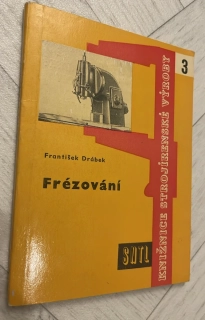 3
KNIŽNICE STROJÍRENSKÉ VÝROBY
František Drábek
Frézování
SNTL